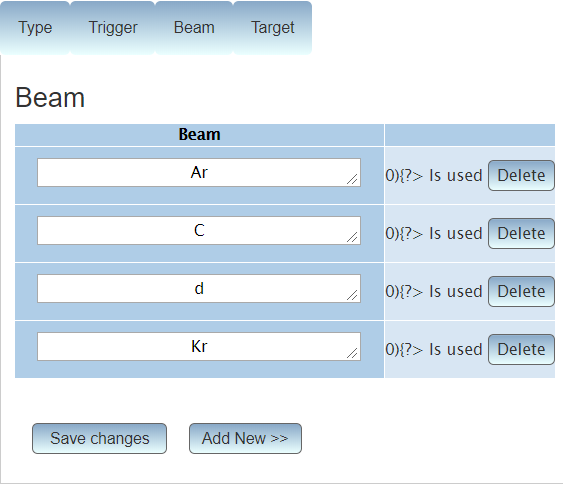 Type Trigger Beam Target
Beam
Beam
Ar 0){?> Is used Delete
C 0){?> Is used Delete
d 0){?> Is used Delete
Kr 0){?> Is used Delete
Save changes Add New >>